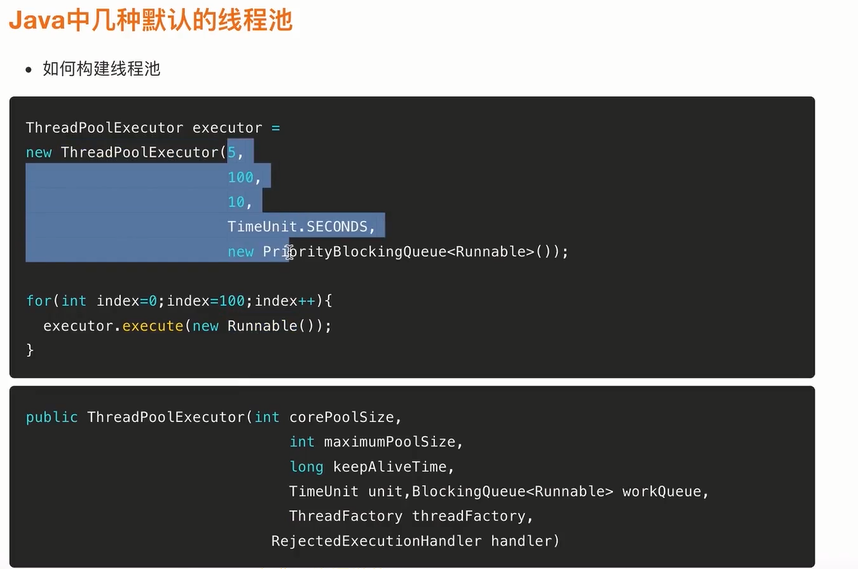 Java中几种默认的线程池
• 如何构建线程池
ThreadPoolExecutor executor =
new ThreadPoolExecutor(5,
100,
10,
TimeUnit.SECONDS,
new PriorityBlockingQueue<Runnable>());
for(int index=0;index=100;index++){
executor.execute(new Runnable());
}
public ThreadPoolExecutor(int corePoolSize,
int maximumPoolSize,
long keepAliveTime,
TimeUnit unit,BlockingQueue<Runnable> workQueue,
ThreadFactory threadFactory,
RejectedExecutionHandler handler)